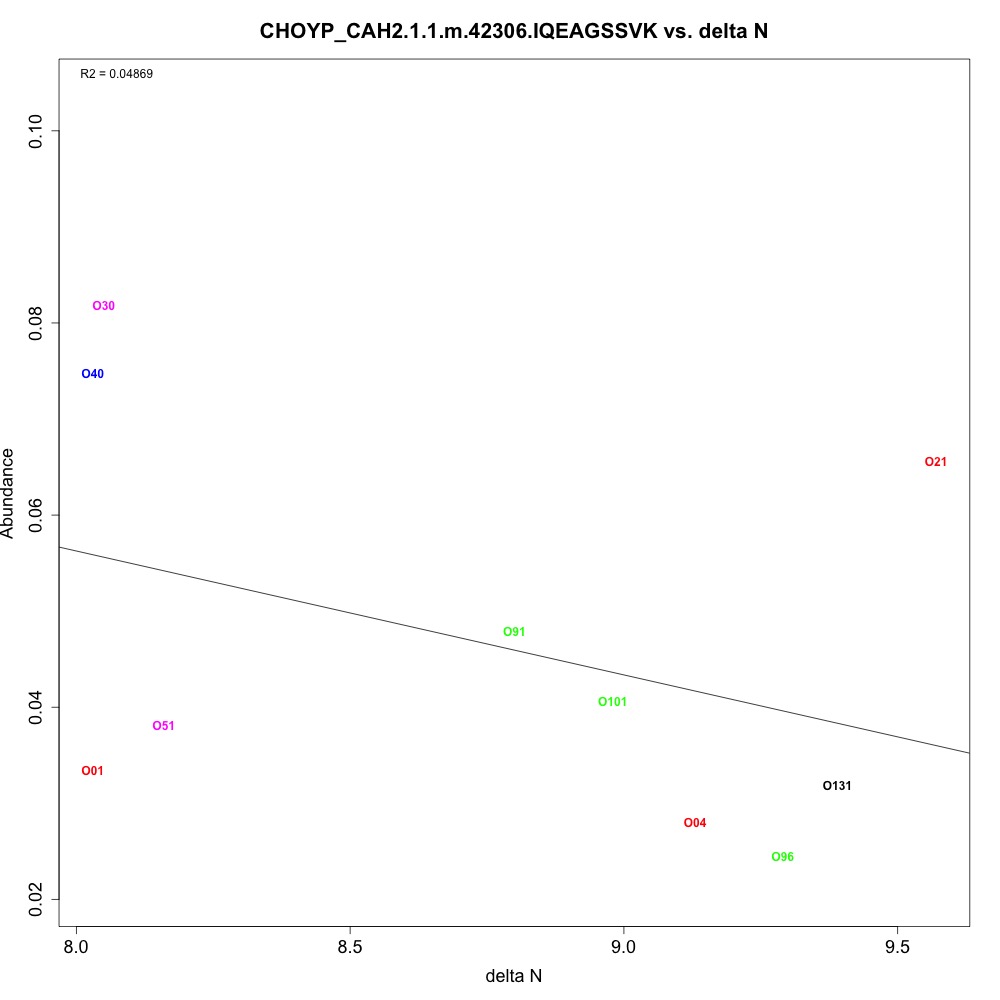 CHOYP_CAH2.1.1.m.42306.IQEAGSSVK vs. delta N
R2 = 0.04869
0.10
O30
0.08
O40
O21
Abundance
0.06
O91
O101
0.04
O51
O01
O131
O04
O96
0.02
8.0 8.5 9.0 9.5
delta N